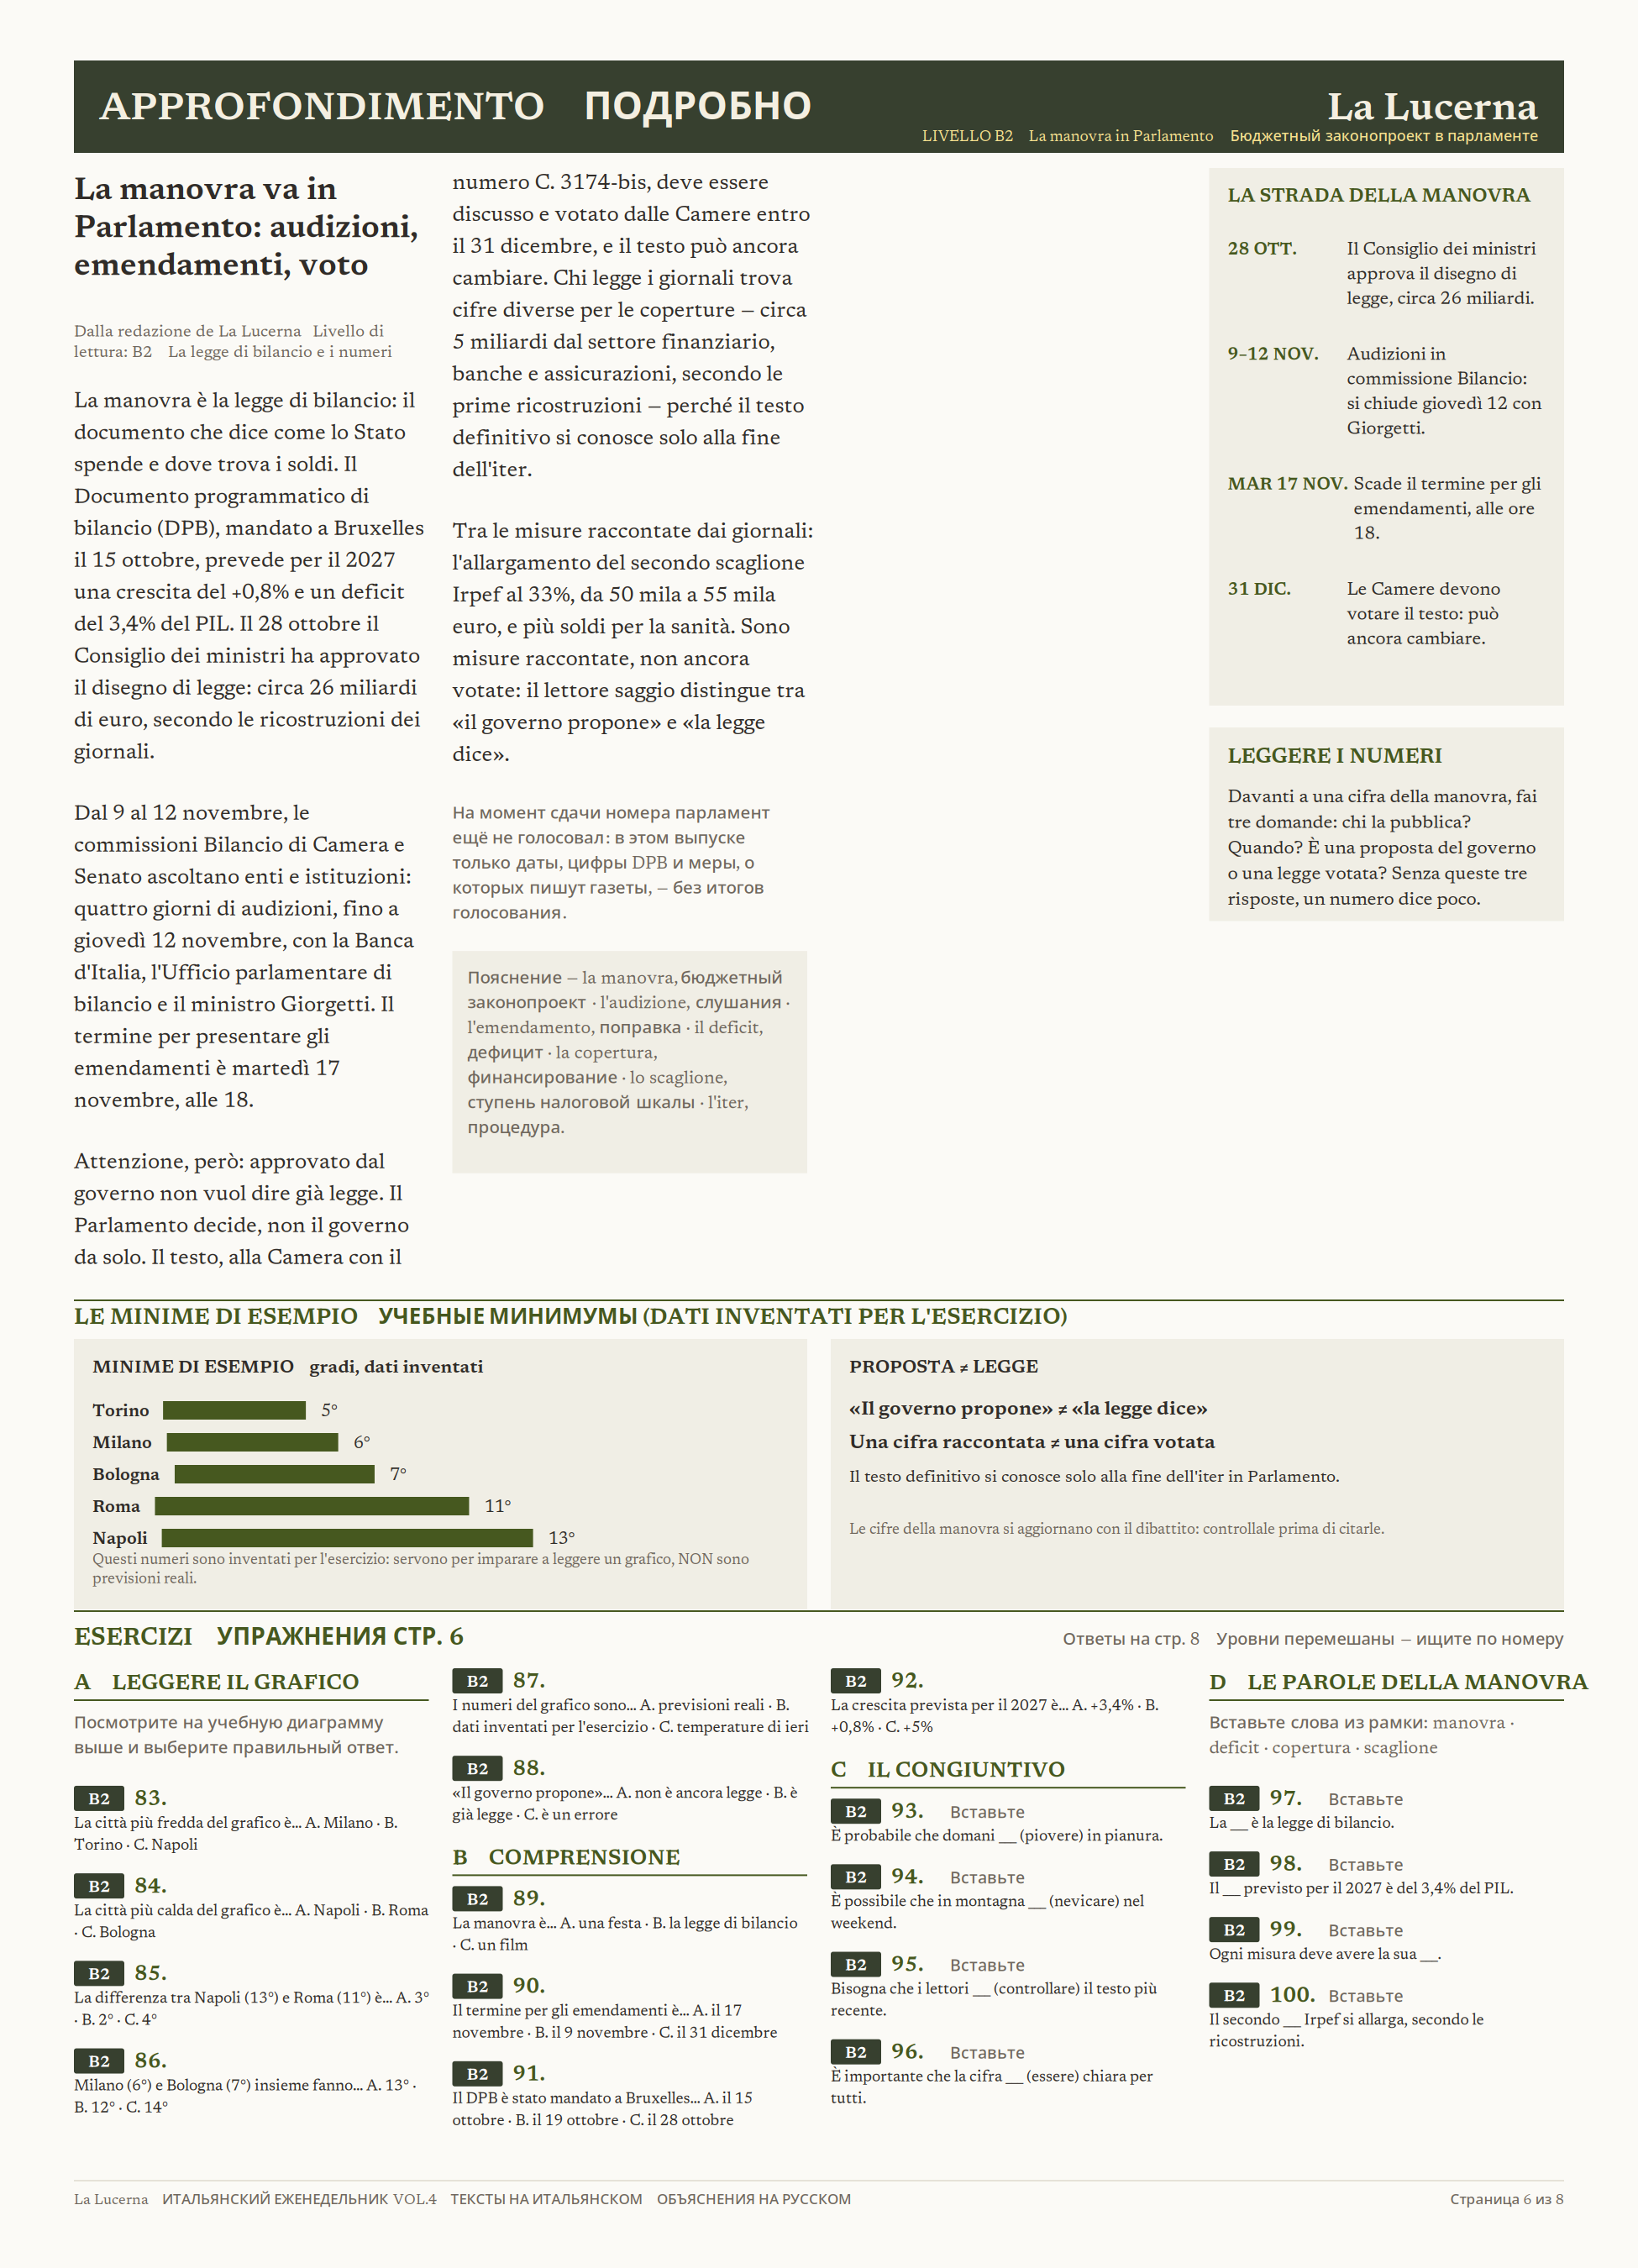 APPROFONDIMENTO ПОДРОБНО
La Lucerna
LIVELLO B2 La manovra in Parlamento Бюджетный законопроект в парламенте
La manovra va in
Parlamento: audizioni,
emendamenti, voto
Dalla redazione de La Lucerna Livello di
lettura: B2 La legge di bilancio e i numeri
La manovra è la legge di bilancio: il
documento che dice come lo Stato
spende e dove trova i soldi. Il
Documento programmatico di
bilancio (DPB), mandato a Bruxelles
il 15 ottobre, prevede per il 2027
una crescita del +0,8% e un deficit
del 3,4% del PIL. Il 28 ottobre il
Consiglio dei ministri ha approvato
il disegno di legge: circa 26 miliardi
di euro, secondo le ricostruzioni dei
giornali.
Dal 9 al 12 novembre, le
commissioni Bilancio di Camera e
Senato ascoltano enti e istituzioni:
quattro giorni di audizioni, fino a
giovedì 12 novembre, con la Banca
d'Italia, l'Ufficio parlamentare di
bilancio e il ministro Giorgetti. Il
termine per presentare gli
emendamenti è martedì 17
novembre, alle 18.
Attenzione, però: approvato dal
governo non vuol dire già legge. Il
Parlamento decide, non il governo
da solo. Il testo, alla Camera con il
numero C. 3174-bis, deve essere
discusso e votato dalle Camere entro
il 31 dicembre, e il testo può ancora
cambiare. Chi legge i giornali trova
cifre diverse per le coperture – circa
5 miliardi dal settore finanziario,
banche e assicurazioni, secondo le
prime ricostruzioni – perché il testo
definitivo si conosce solo alla fine
dell'iter.
Tra le misure raccontate dai giornali:
l'allargamento del secondo scaglione
Irpef al 33%, da 50 mila a 55 mila
euro, e più soldi per la sanità. Sono
misure raccontate, non ancora
votate: il lettore saggio distingue tra
«il governo propone» e «la legge
dice».
На момент сдачи номера парламент
ещё не голосовал: в этом выпуске
только даты, цифры DPB и меры, о
которых пишут газеты, – без итогов
голосования.
Пояснение – la manovra, бюджетный
законопроект · l'audizione, слушания ·
l'emendamento, поправка · il deficit,
дефицит · la copertura,
финансирование · lo scaglione,
ступень налоговой шкалы · l'iter,
процедура.
LA STRADA DELLA MANOVRA
28 OTT. Il Consiglio dei ministri
approva il disegno di
legge, circa 26 miliardi.
9–12 NOV. Audizioni in
commissione Bilancio:
si chiude giovedì 12 con
Giorgetti.
MAR 17 NOV. Scade il termine per gli
emendamenti, alle ore
18.
31 DIC. Le Camere devono
votare il testo: può
ancora cambiare.
LEGGERE I NUMERI
Davanti a una cifra della manovra, fai
tre domande: chi la pubblica?
Quando? È una proposta del governo
o una legge votata? Senza queste tre
risposte, un numero dice poco.
LE MINIME DI ESEMPIO УЧЕБНЫЕ МИНИМУМЫ (DATI INVENTATI PER L'ESERCIZIO)
MINIME DI ESEMPIO gradi, dati inventati
Torino 5°
Milano 6°
Bologna 7°
Roma 11°
Napoli 13°
Questi numeri sono inventati per l'esercizio: servono per imparare a leggere un grafico, NON sono
previsioni reali.
PROPOSTA ≠ LEGGE
«Il governo propone» ≠ «la legge dice»
Una cifra raccontata ≠ una cifra votata
Il testo definitivo si conosce solo alla fine dell'iter in Parlamento.
Le cifre della manovra si aggiornano con il dibattito: controllale prima di citarle.
ESERCIZI УПРАЖНЕНИЯ СТР. 6
Ответы на стр. 8 Уровни перемешаны – ищите по номеру
A LEGGERE IL GRAFICO
Посмотрите на учебную диаграмму
выше и выберите правильный ответ.
B2 83.
La città più fredda del grafico è... A. Milano · B.
Torino · C. Napoli
B2 84.
La città più calda del grafico è... A. Napoli · B. Roma
· C. Bologna
B2 85.
La differenza tra Napoli (13°) e Roma (11°) è... A. 3°
· B. 2° · C. 4°
B2 86.
Milano (6°) e Bologna (7°) insieme fanno... A. 13° ·
B. 12° · C. 14°
B2 87.
I numeri del grafico sono... A. previsioni reali · B.
dati inventati per l'esercizio · C. temperature di ieri
B2 88.
«Il governo propone»... A. non è ancora legge · B. è
già legge · C. è un errore
B COMPRENSIONE
B2 89.
La manovra è... A. una festa · B. la legge di bilancio
· C. un film
B2 90.
Il termine per gli emendamenti è... A. il 17
novembre · B. il 9 novembre · C. il 31 dicembre
B2 91.
Il DPB è stato mandato a Bruxelles... A. il 15
ottobre · B. il 19 ottobre · C. il 28 ottobre
B2 92.
La crescita prevista per il 2027 è... A. +3,4% · B.
+0,8% · C. +5%
C IL CONGIUNTIVO
B2 93. Вставьте
È probabile che domani __ (piovere) in pianura.
B2 94. Вставьте
È possibile che in montagna __ (nevicare) nel
weekend.
B2 95. Вставьте
Bisogna che i lettori __ (controllare) il testo più
recente.
B2 96. Вставьте
È importante che la cifra __ (essere) chiara per
tutti.
D LE PAROLE DELLA MANOVRA
Вставьте слова из рамки: manovra ·
deficit · copertura · scaglione
B2 97. Вставьте
La __ è la legge di bilancio.
B2 98. Вставьте
Il __ previsto per il 2027 è del 3,4% del PIL.
B2 99. Вставьте
Ogni misura deve avere la sua __.
B2 100. Вставьте
Il secondo __ Irpef si allarga, secondo le
ricostruzioni.
La Lucerna ИТАЛЬЯНСКИЙ ЕЖЕНЕДЕЛЬНИК VOL.4 ТЕКСТЫ НА ИТАЛЬЯНСКОМ ОБЪЯСНЕНИЯ НА РУССКОМ
Страница 6 из 8